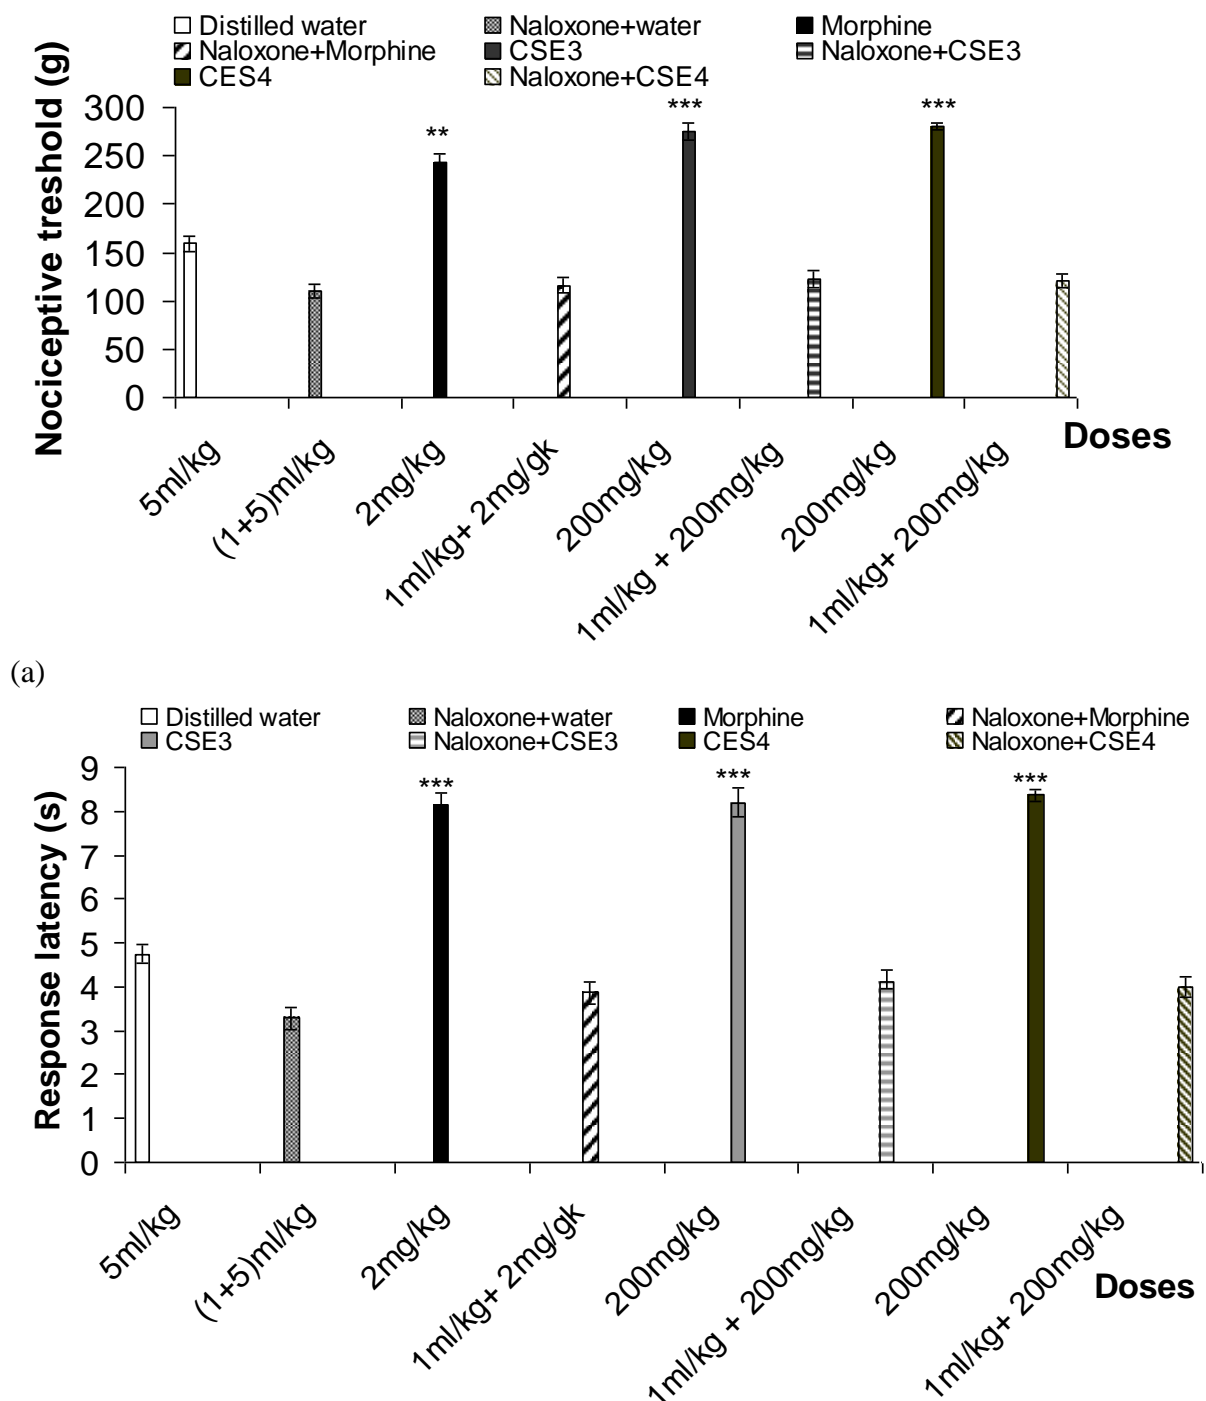 Distilled water Naloxone+water Morphine
Naloxone+Morphine CSE3 Naloxone+CSE3
CES4 Naloxone+CSE4
Nociceptive treshold (g)
300
250
200
150
100
50
0
** *** ***
5ml/kg (1+5)ml/kg 2mg/kg 1ml/kg+ 2mg/gk 200mg/kg 1ml/kg + 200mg/kg 200mg/kg 1ml/kg+ 200mg/kg
Doses
(a)
Distilled water Naloxone+water Morphine Naloxone+Morphine
CSE3 Naloxone+CSE3 CES4 Naloxone+CSE4
Response latency (s)
9
8
7
6
5
4
3
2
1
0
*** *** ***
5ml/kg (1+5)ml/kg 2mg/kg 1ml/kg+ 2mg/gk 200mg/kg 1ml/kg + 200mg/kg 200mg/kg 1ml/kg+ 200mg/kg
Doses